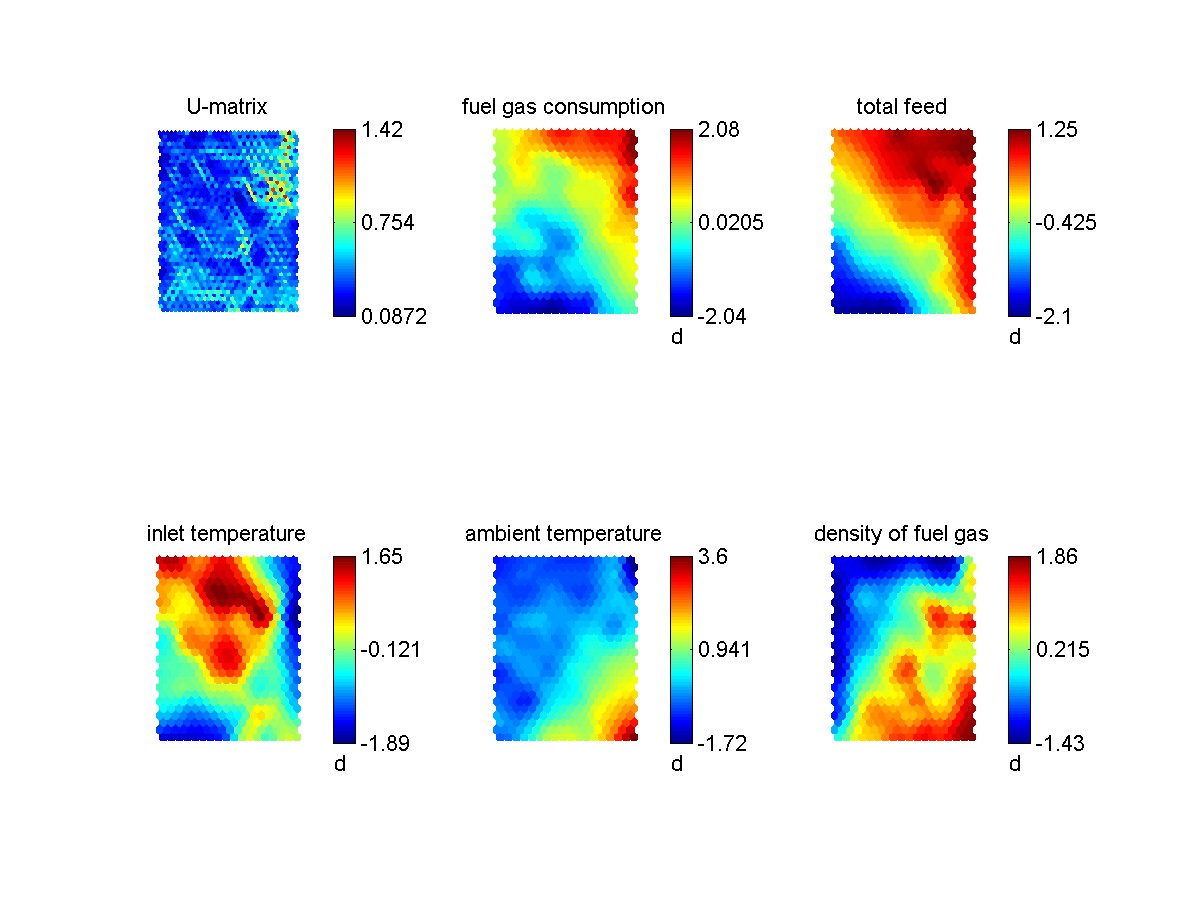 U-matrix
1.42
0.754
0.0872
fuel gas consumption
2.08
0.0205
-2.04
d
total feed
1.25
-0.425
-2.1
d
inlet temperature
1.65
-0.121
-1.89
d
ambient temperature
3.6
0.941
-1.72
d
density of fuel gas
1.86
0.215
-1.43
d